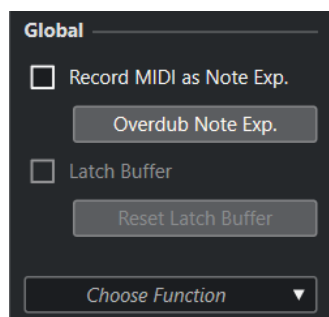 Global
Record MIDI as Note Exp.
Overdub Note Exp.
Latch Buffer
Reset Latch Buffer
Choose Function